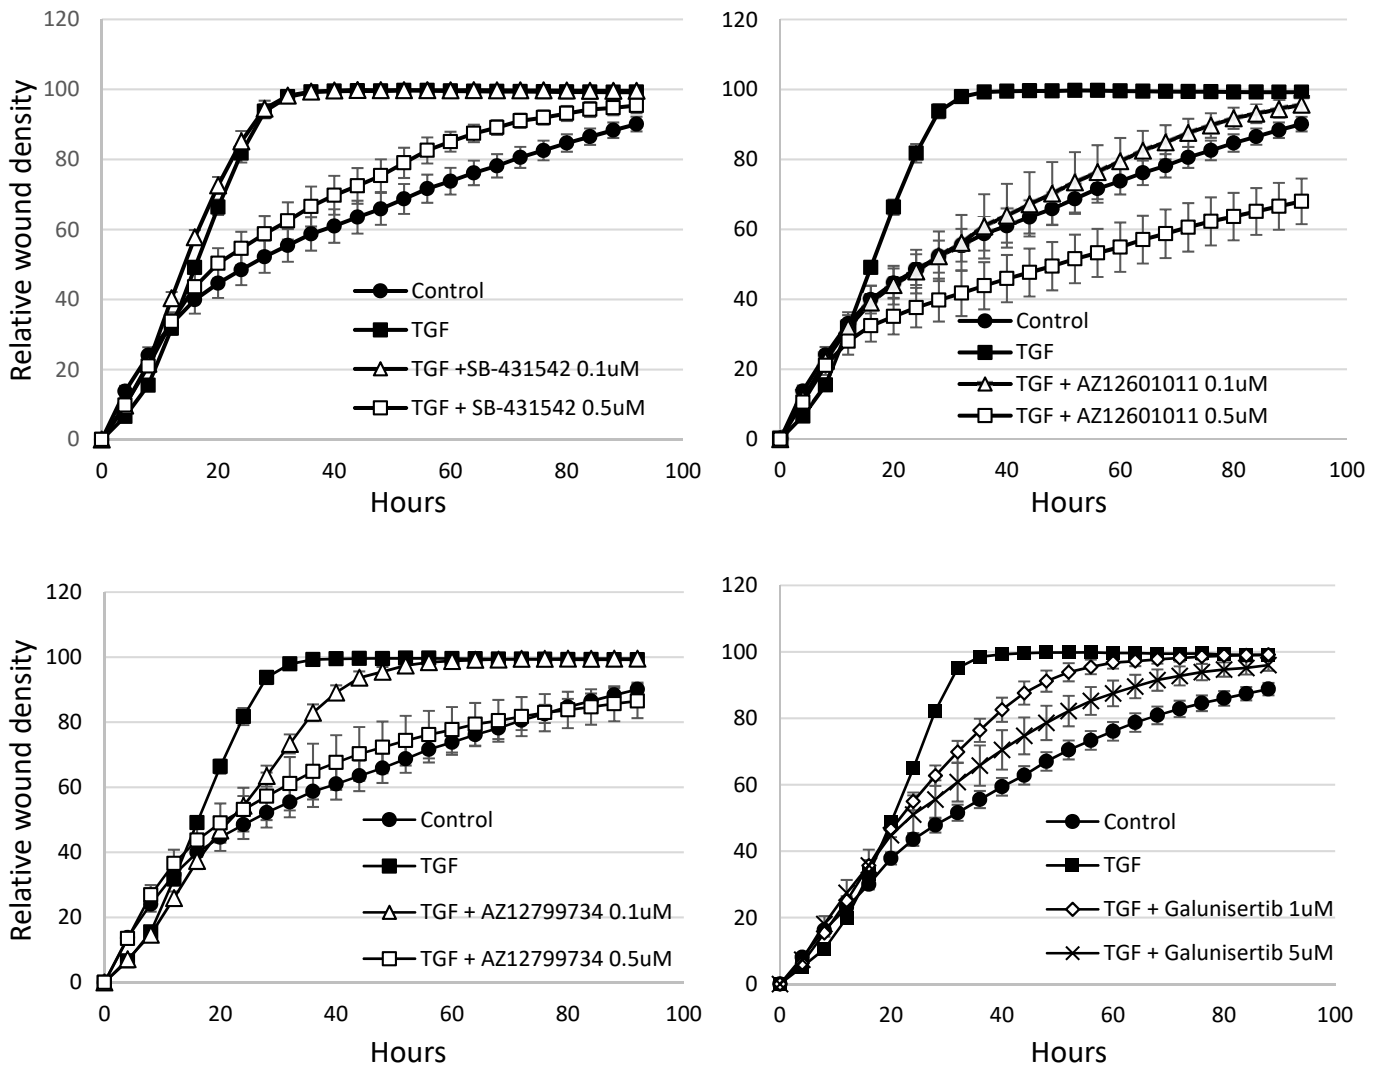 120
100
80
60
40
20
0
Relative wound density
Control
TGF
TGF +SB-431542 0.1uM
TGF + SB-431542 0.5uM
0 20 40 60 80 100
Hours
120
100
80
60
40
20
0
Control
TGF
TGF + AZ12601011 0.1uM
TGF + AZ12601011 0.5uM
0 20 40 60 80 100
Hours
120
100
80
60
40
20
0
Relative wound density
Control
TGF
TGF + AZ12799734 0.1uM
TGF + AZ12799734 0.5uM
0 20 40 60 80 100
Hours
120
100
80
60
40
20
0
Control
TGF
TGF + Galunisertib 1uM
TGF + Galunisertib 5uM
0 20 40 60 80 100
Hours